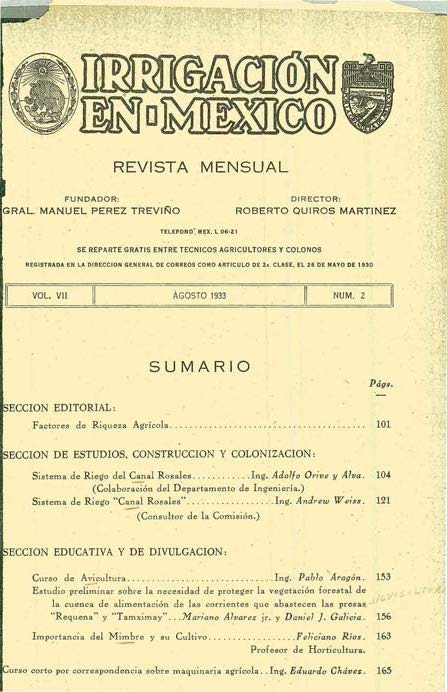 IRRIGACIÓN
EN MEXICO
REVISTA MENSUAL
FUNDADOR:
GRAL. MANUEL PEREZ TREVIÑO
DIRECTOR:
ROBERTO QUIROS MARTINEZ
TELEFONO MEX. L 06-21
SE REPARTE GRATIS ENTRE TECNICOS AGRICULTORES Y COLONOS
REGISTRADA EN LA DIRECCION GENERAL DE CORREOS COMO ARTICULO DE 2a. CLASE, EL 26 DE MAYO DE 1930
VOL. VII AGOSTO 1933 NUM. 2
SUMARIO
Págs.
SECCION EDITORIAL:
Factores de Riqueza Agrícola 101
SECCION DE ESTUDIOS, CONSTRUCCION Y COLONIZACION:
Sistema de Riego del Canal Rosales Ing. Adolfo Orive y Alva. 104
(Colaboración del Departamento de Ingeniería.)
Sistema de Riego "Canal Rosales" Ing. Andrew Weiss. 121
(Consultor de la Comisión.)
SECCION EDUCATIVA Y DE DIVULGACION:
Curso de Avicultura Ing. Pablo Aragón. 153
Estudio preliminar sobre la necesidad de proteger la vegetación forestal de
la cuenca de alimentación de las corrientes que abastecen las presas
SILVICULTURA
"Requena" y "Tamximay" Mariano Alvarez jr. y Daniel J. Galicia. 156
Importancia del Mimbre y su Cultivo Feliciano Ríos. 163
Profesor de Horticultura.
Curso corto por correspondencia sobre maquinaria agrícola Ing. Eduardo Chávez. 165